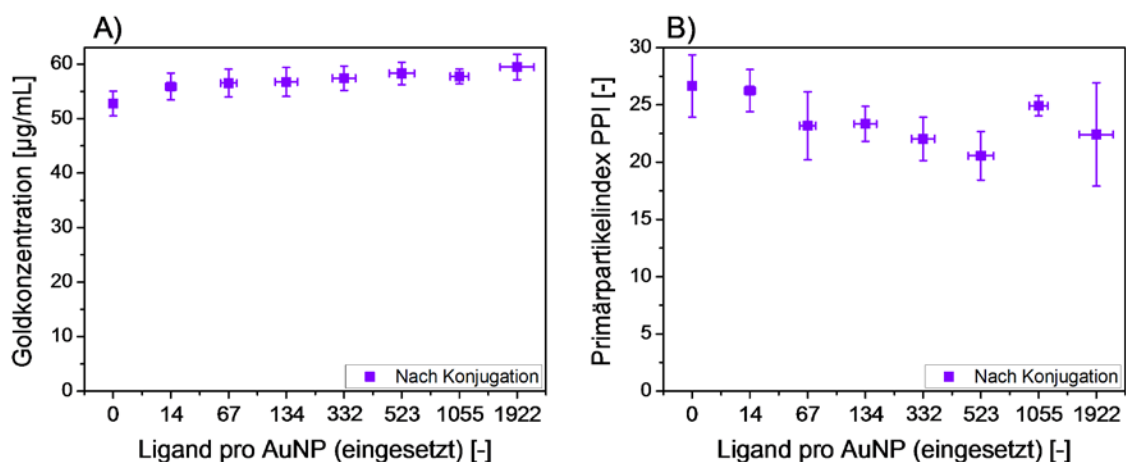 A)
Goldkonzentration [µg/mL]
60
50
40
30
20
10
0
Nach Konjugation
0 14 67 134 332 523 1055 1922
Ligand pro AuNP (eingesetzt) [-]
B)
Primärpartikelindex PPI [-]
30
25
20
15
10
5
0
Nach Konjugation
0 14 67 134 332 523 1055 1922
Ligand pro AuNP (eingesetzt) [-]